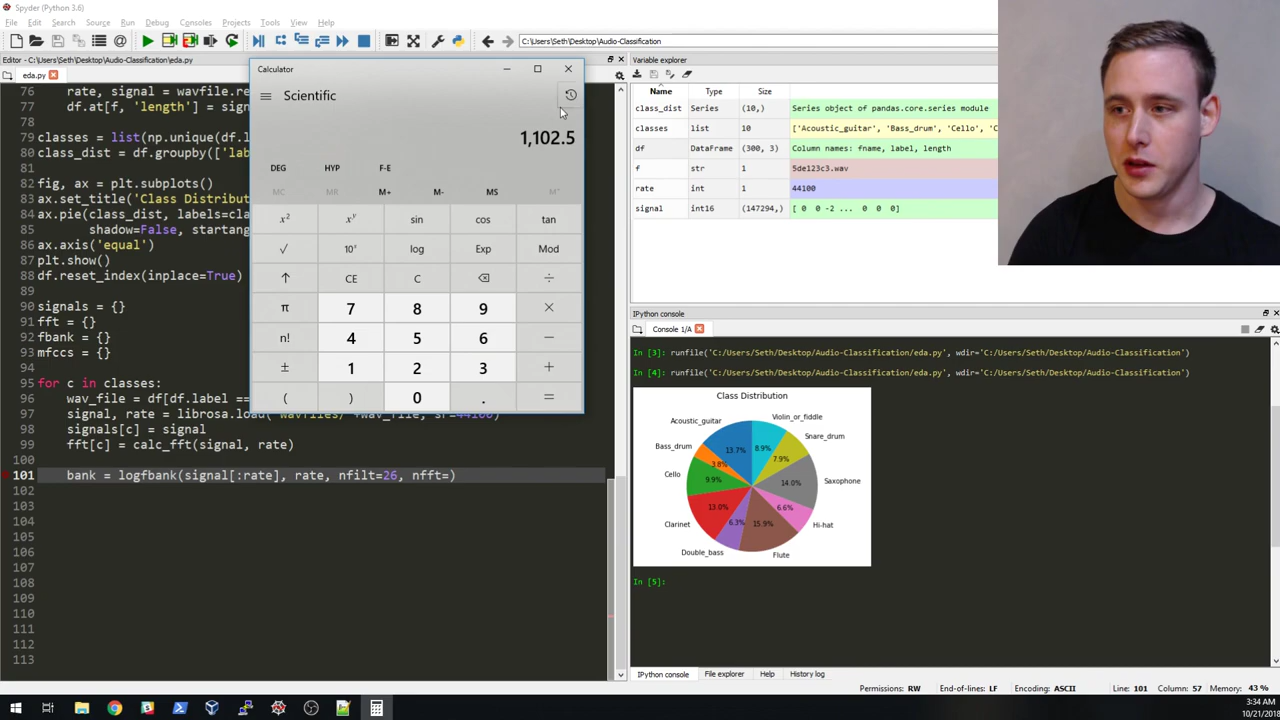 Spyder (Python 3.6)
File Edit Search Source Run Debug Consoles Projects Tools View Help
C:\Users\Seth\Desktop\Audio-Classification
Editor - C:\Users\Seth\Desktop\Audio-Classification\eda.py
eda.py
76 rate, signal = wavfile.re
77 df.at[f, 'length'] = sign
78
79 classes = list(np.unique(df.l
80 class_dist = df.groupby(['lab
81
82 fig, ax = plt.subplots()
83 ax.set_title('Class Distribut
84 ax.pie(class_dist, labels=cla
85 shadow=False, startang
86 ax.axis('equal')
87 plt.show()
88 df.reset_index(inplace=True)
89
90 signals = {}
91 fft = {}
92 fbank = {}
93 mfccs = {}
94
95 for c in classes:
96 wav_file = df[df.label ==
97 signal, rate = librosa.load('wavfiles/'+wav_file, sr=44100)
98 signals[c] = signal
99 fft[c] = calc_fft(signal, rate)
100
101 bank = logfbank(signal[:rate], rate, nfilt=26, nfft=)
102
103
104
105
106
107
108
109
110
111
112
113
Calculator
Scientific
1,102.5
DEG HYP F-E
MC MR M+ M- MS
x² xʸ sin cos tan
√ 10ˣ log Exp Mod
↑ CE C ⌫ ÷
π 7 8 9 ×
n! 4 5 6 −
± 1 2 3 +
( ) 0 . =
Variable explorer
Name Type Size
class_dist Series (10,) Series object of pandas.core.series module
classes list 10 ['Acoustic_guitar', 'Bass_drum', 'Cello', 'C
df DataFrame (300, 3) Column names: fname, label, length
f str 1 5de123c3.wav
rate int 1 44100
signal int16 (147294,) [ 0 0 -2 ... 0 0 0]
IPython console
Console 1/A
In [3]: runfile('C:/Users/Seth/Desktop/Audio-Classification/eda.py', wdir='C:/Users/Seth/Desktop/Audio-Classification')
In [4]: runfile('C:/Users/Seth/Desktop/Audio-Classification/eda.py', wdir='C:/Users/Seth/Desktop/Audio-Classification')
Class Distribution
Acoustic_guitar
Violin_or_fiddle
Snare_drum
Bass_drum
Cello
Saxophone
Clarinet
Hi-hat
Double_bass
Flute
13.7%
8.9%
7.9%
3.8%
9.9%
14.0%
13.0%
6.6%
6.3%
15.9%
In [5]:
IPython console File explorer Help History log
Permissions: RW End-of-lines: LF Encoding: ASCII Line: 101 Column: 57 Memory: 43 %
3:34 AM
10/21/2018